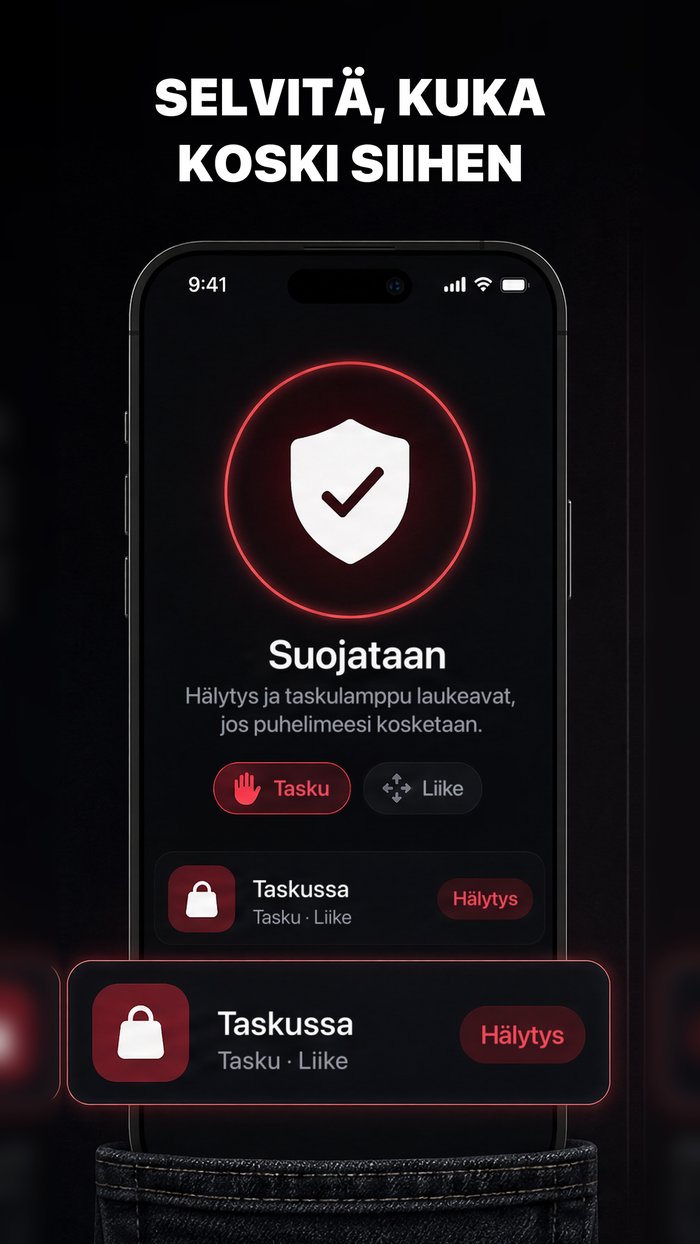 SELVITÄ, KUKA
KOSKI SIIHEN
9:41
Suojataan
Hälytys ja taskulamppu laukeavat,
jos puhelimeesi kosketaan.
Tasku
Liike
Taskussa
Tasku · Liike
Hälytys
Taskussa
Tasku · Liike
Hälytys